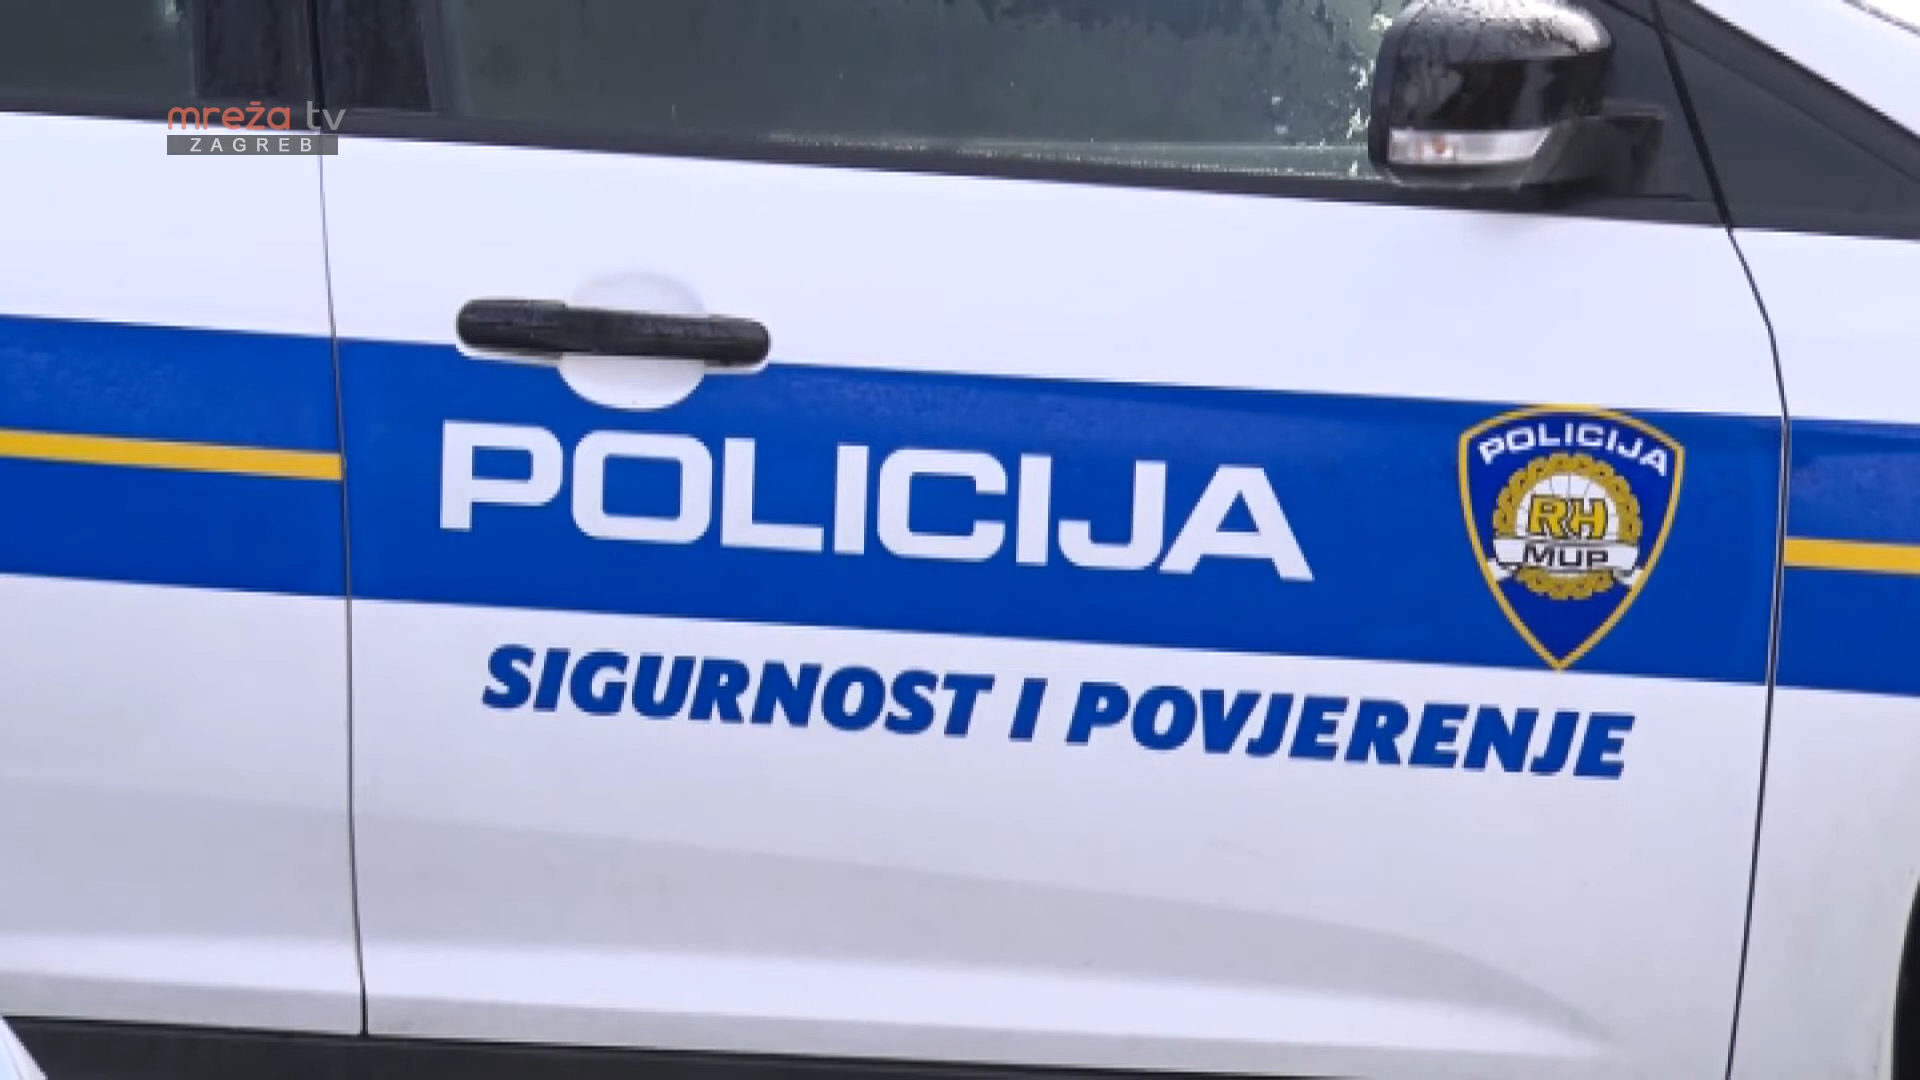 mreža tv
ZAGREB
POLICIJA
POLICIJA
RH
MUP
SIGURNOST I POVJERENJE